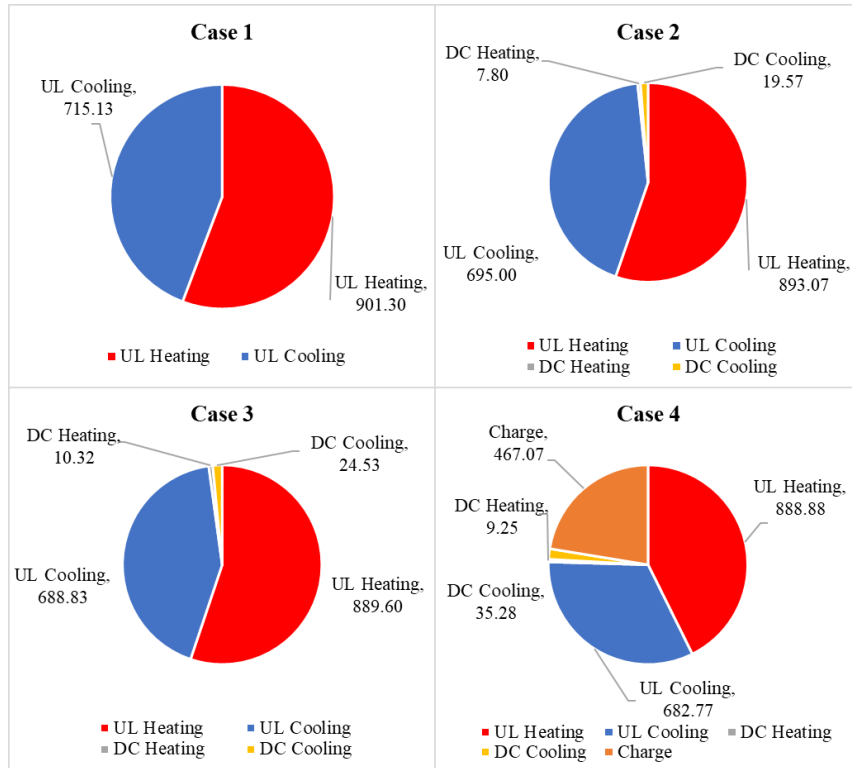 Case 1
UL Cooling,
715.13
UL Heating,
901.30
UL Heating
UL Cooling
Case 2
DC Heating,
7.80
DC Cooling,
19.57
UL Cooling,
695.00
UL Heating,
893.07
UL Heating
UL Cooling
DC Heating
DC Cooling
Case 3
DC Heating,
10.32
DC Cooling,
24.53
UL Cooling,
688.83
UL Heating,
889.60
UL Heating
UL Cooling
DC Heating
DC Cooling
Case 4
Charge,
467.07
UL Heating,
888.88
DC Heating,
9.25
DC Cooling,
35.28
UL Cooling,
682.77
UL Heating
UL Cooling
DC Heating
DC Cooling
Charge